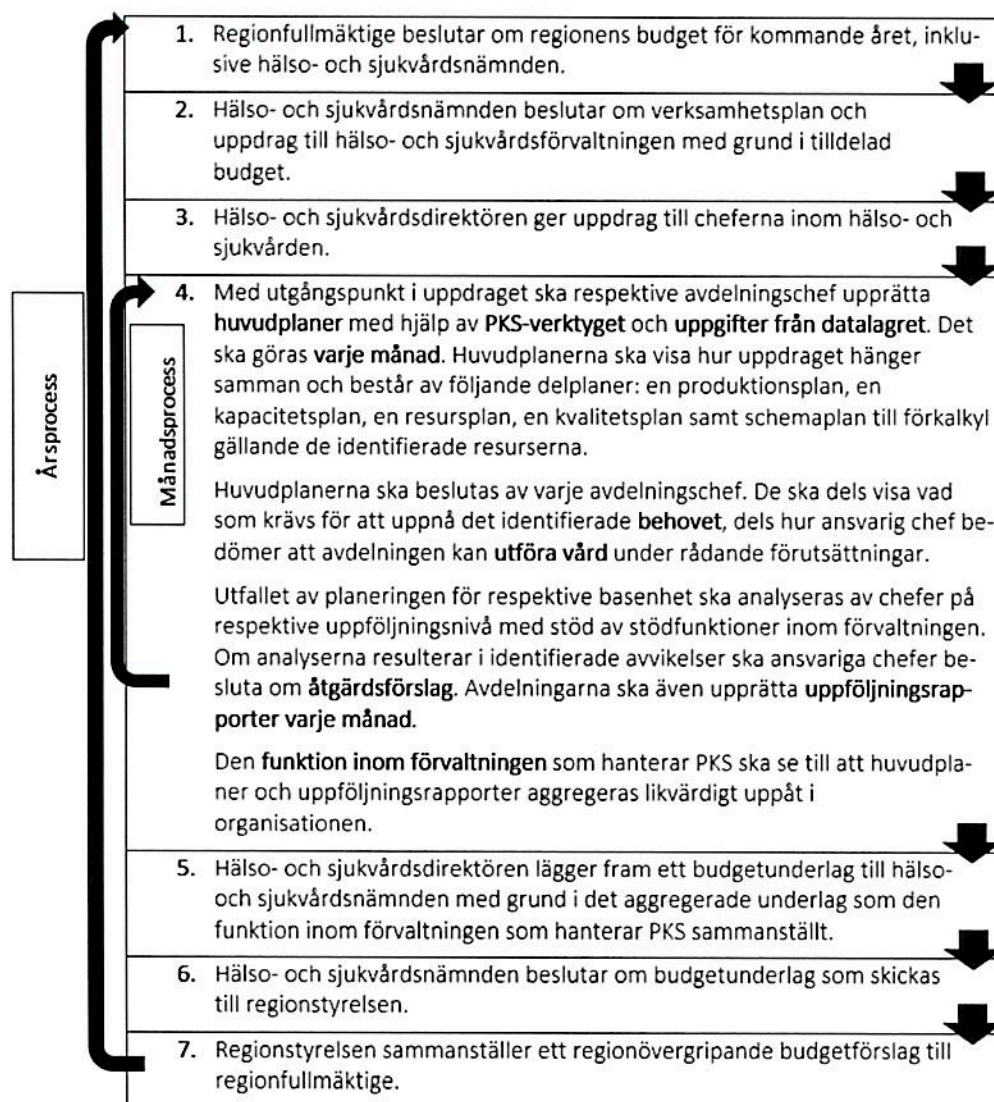 1. Regionfullmäktige beslutar om regionens budget för kommande året, inklu-
sive hälso- och sjukvårdsnämnden.
2. Hälso- och sjukvårdsnämnden beslutar om verksamhetsplan och
uppdrag till hälso- och sjukvårdsförvaltningen med grund i tilldelad
budget.
3. Hälso- och sjukvårdsdirektören ger uppdrag till cheferna inom hälso- och
sjukvården.
Årsprocess
Månadsprocess
4. Med utgångspunkt i uppdraget ska respektive avdelningschef upprätta
huvudplaner med hjälp av PKS-verktyget och uppgifter från datalagret. Det
ska göras varje månad. Huvudplanerna ska visa hur uppdraget hänger
samman och består av följande delplaner: en produktionsplan, en
kapacitetsplan, en resursplan, en kvalitetsplan samt schemaplan till förkalkyl
gällande de identifierade resurserna.
Huvudplanerna ska beslutas av varje avdelningschef. De ska dels visa vad
som krävs för att uppnå det identifierade behovet, dels hur ansvarig chef be-
dömer att avdelningen kan utföra vård under rådande förutsättningar.
Utfallet av planeringen för respektive basenhet ska analyseras av chefer på
respektive uppföljningsnivå med stöd av stödfunktioner inom förvaltningen.
Om analyserna resulterar i identifierade avvikelser ska ansvariga chefer be-
sluta om åtgärdsförslag. Avdelningarna ska även upprätta uppföljningsrap-
porter varje månad.
Den funktion inom förvaltningen som hanterar PKS ska se till att huvudpla-
ner och uppföljningsrapporter aggregeras likvärdigt uppåt i
organisationen.
5. Hälso- och sjukvårdsdirektören lägger fram ett budgetunderlag till hälso-
och sjukvårdsnämnden med grund i det aggregerade underlag som den
funktion inom förvaltningen som hanterar PKS sammanställt.
6. Hälso- och sjukvårdsnämnden beslutar om budgetunderlag som skickas
till regionstyrelsen.
7. Regionstyrelsen sammanställer ett regionövergripande budgetförslag till
regionfullmäktige.